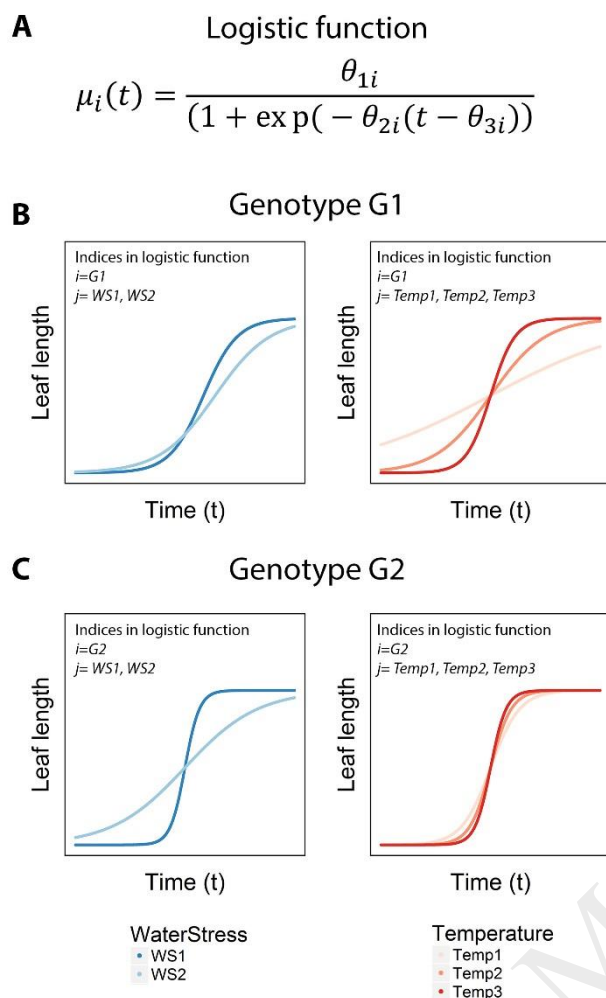 A
Logistic function
μᵢ(t) = θ₁ᵢ / (1 + ex p( − θ₂ᵢ(t − θ₃ᵢ))
B
Genotype G1
Indices in logistic function
i=G1
j= WS1, WS2
Leaf length
Time (t)
Indices in logistic function
i=G1
j= Temp1, Temp2, Temp3
Leaf length
Time (t)
C
Genotype G2
Indices in logistic function
i=G2
j= WS1, WS2
Leaf length
Time (t)
Indices in logistic function
i=G2
j= Temp1, Temp2, Temp3
Leaf length
Time (t)
WaterStress
WS1
WS2
Temperature
Temp1
Temp2
Temp3